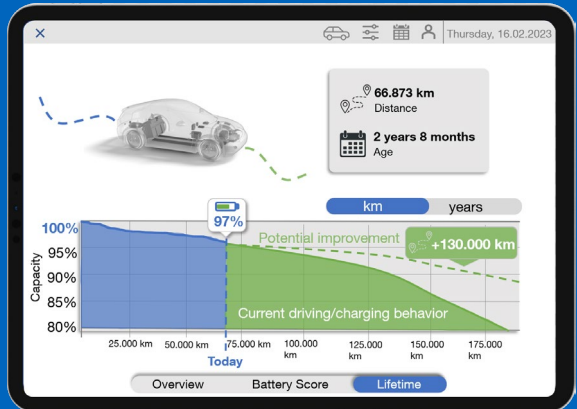 Thursday, 16.02.2023
66.873 km
Distance
2 years 8 months
Age
km
years
97%
Potential improvement
+130.000 km
Current driving/charging behavior
Capacity
100%
95%
90%
85%
80%
25.000 km
50.000 km
75.000 km
100.000
km
125.000
km
150.000
km
175.000
km
Today
Overview
Battery Score
Lifetime